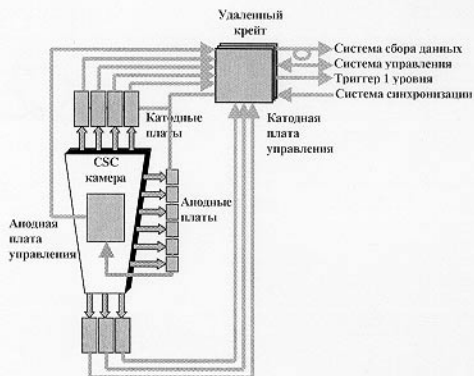 Удаленный
крейт
Система сбора данных
Система управления
Триггер 1 уровня
Система синхронизации
Катодные
платы
Катодная
плата
управления
CSC
камера
Анодные
платы
Анодная
плата
управления